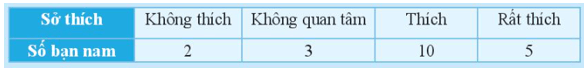 Sở thích Không thích Không quan tâm Thích Rất thích
Số bạn nam 2 3 10 5